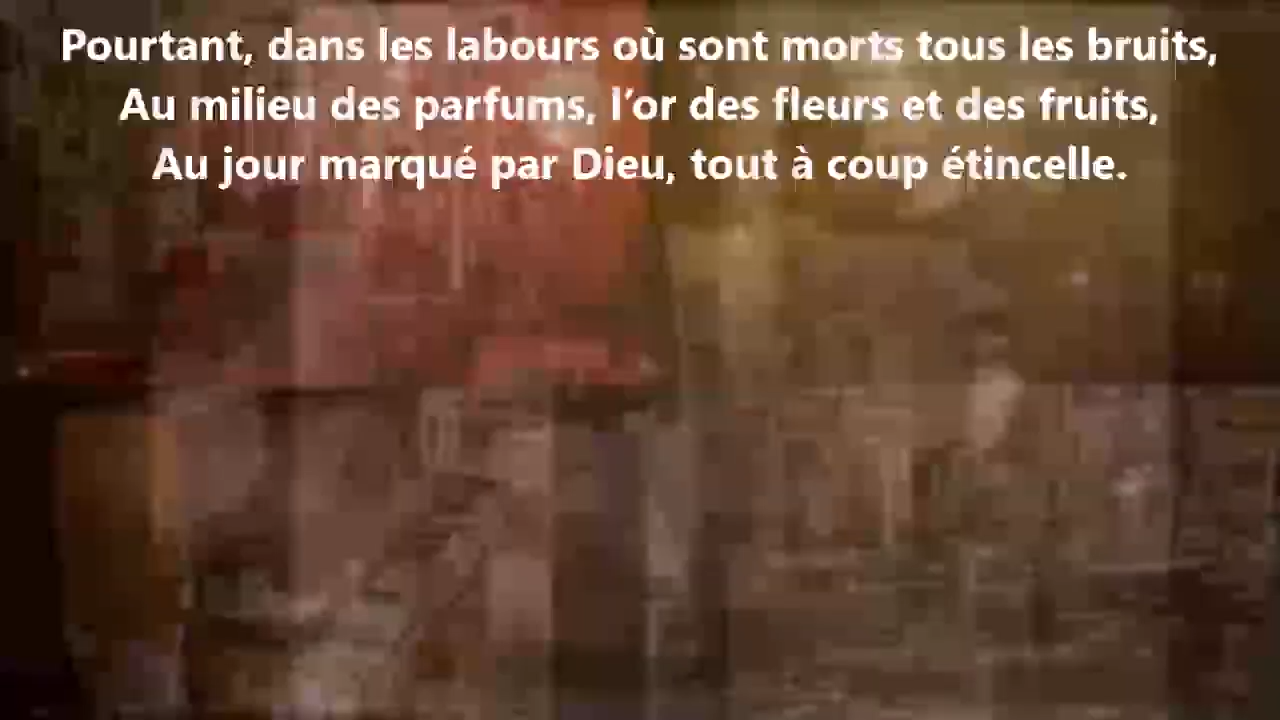 Pourtant, dans les labours où sont morts tous les bruits,
Au milieu des parfums, l’or des fleurs et des fruits,
Au jour marqué par Dieu, tout à coup étincelle.